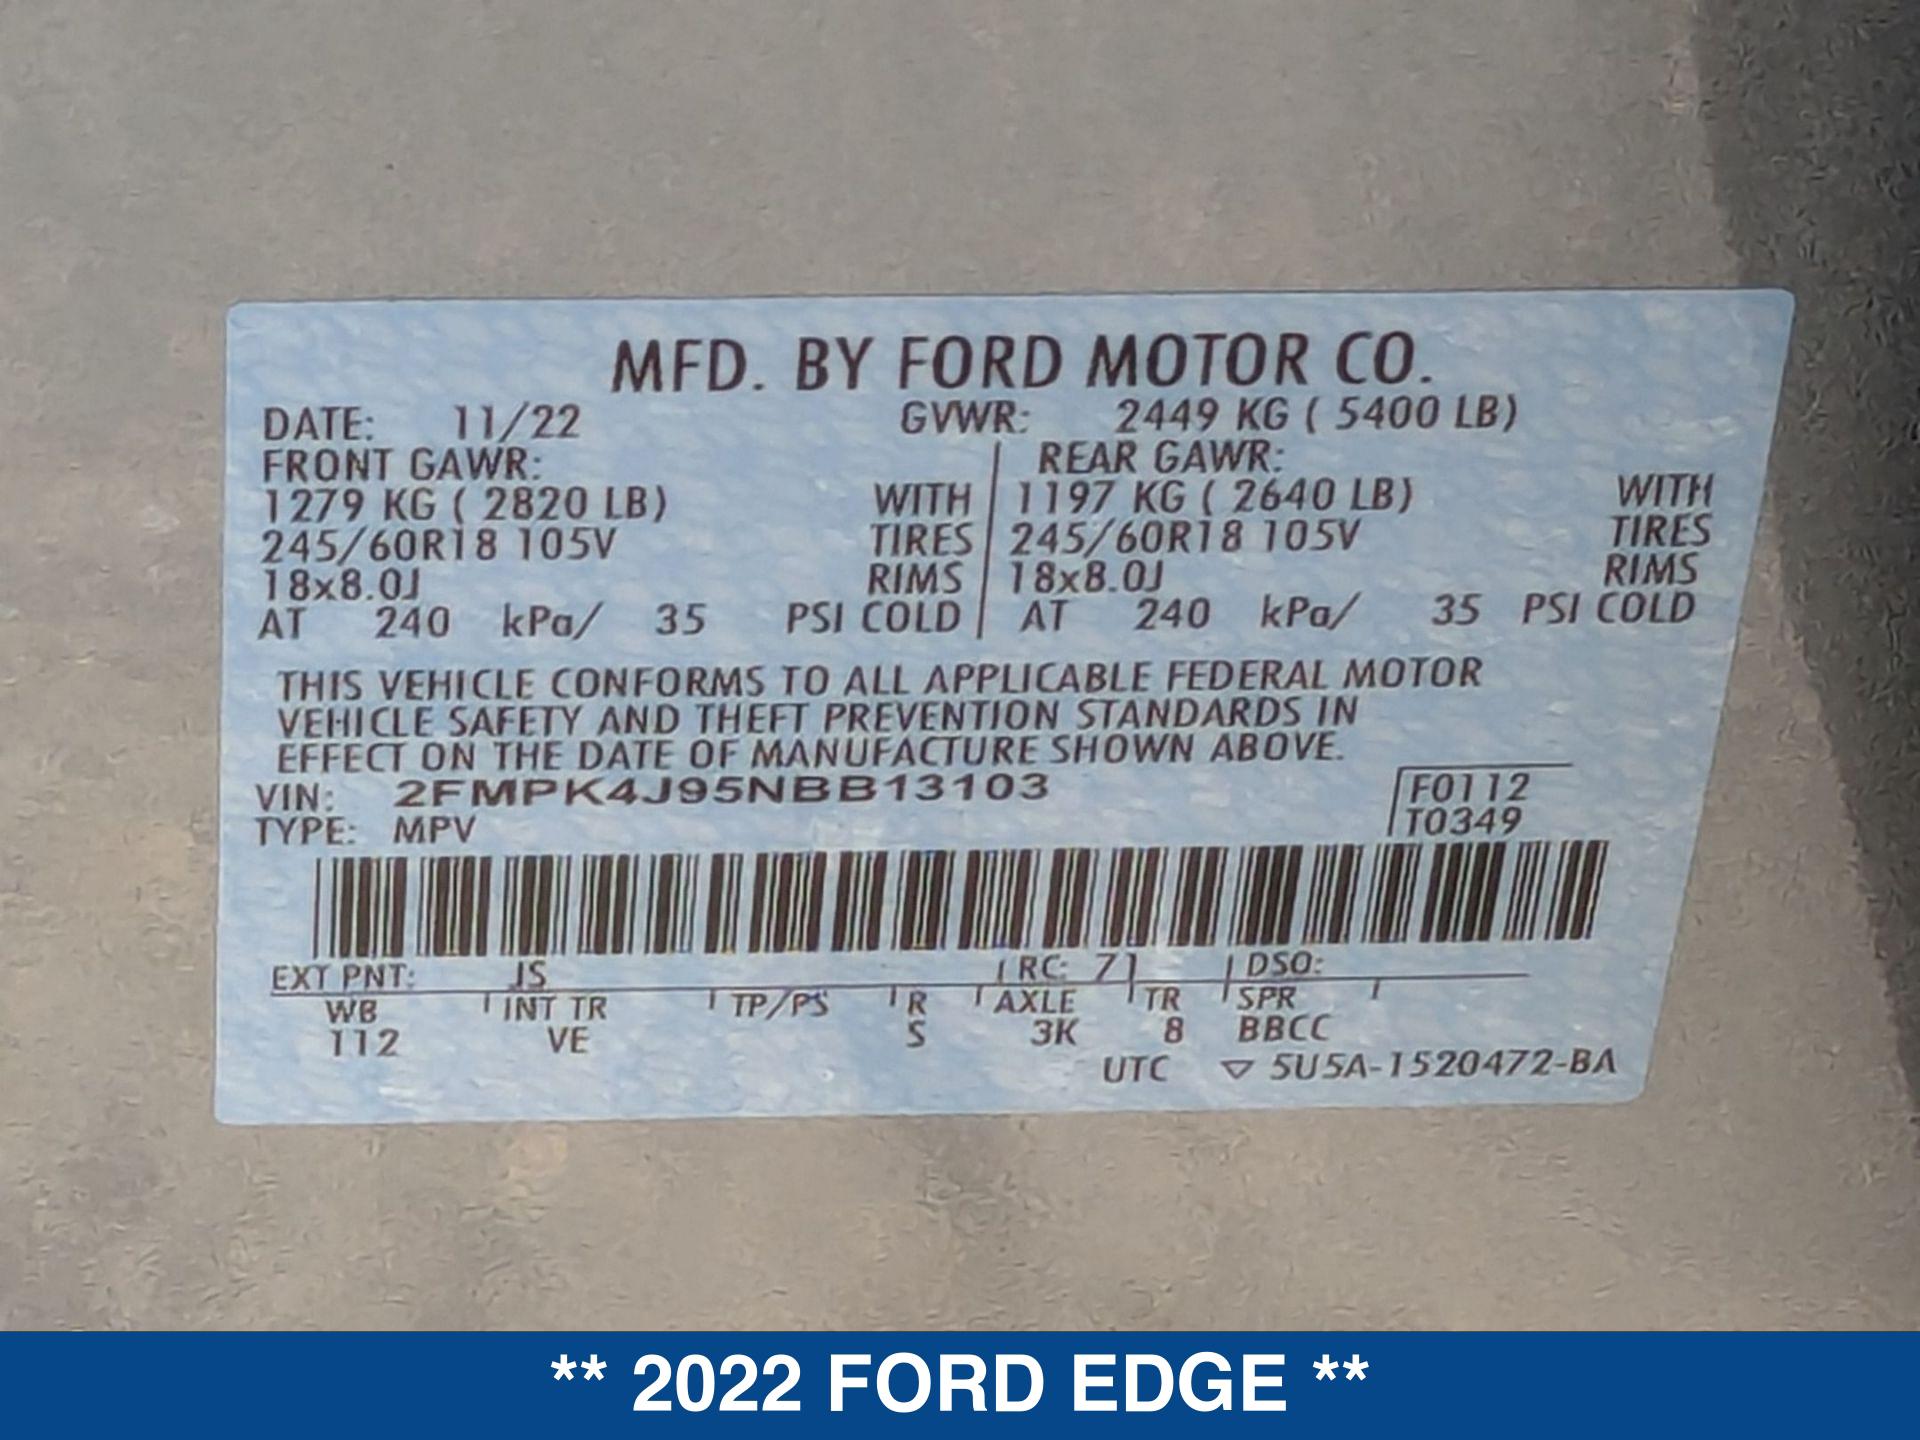 MFD. BY FORD MOTOR CO.
DATE: 11/22 GVWR: 2449 KG ( 5400 LB)
FRONT GAWR: REAR GAWR:
1279 KG ( 2820 LB) WITH 1197 KG ( 2640 LB) WITH
245/60R18 105V TIRES 245/60R18 105V TIRES
18x8.0J RIMS 18x8.0J RIMS
AT 240 kPa/ 35 PSI COLD AT 240 kPa/ 35 PSI COLD
THIS VEHICLE CONFORMS TO ALL APPLICABLE FEDERAL MOTOR
VEHICLE SAFETY AND THEFT PREVENTION STANDARDS IN
EFFECT ON THE DATE OF MANUFACTURE SHOWN ABOVE.
VIN: 2FMPK4J95NBB13103 F0112
TYPE: MPV T0349
EXT PNT: JS RC: 71 DSO:
WB INT TR TP/PS R AXLE TR SPR
112 VE S 3K 8 BBCC
UTC ▽ 5U5A-1520472-BA
** 2022 FORD EDGE **